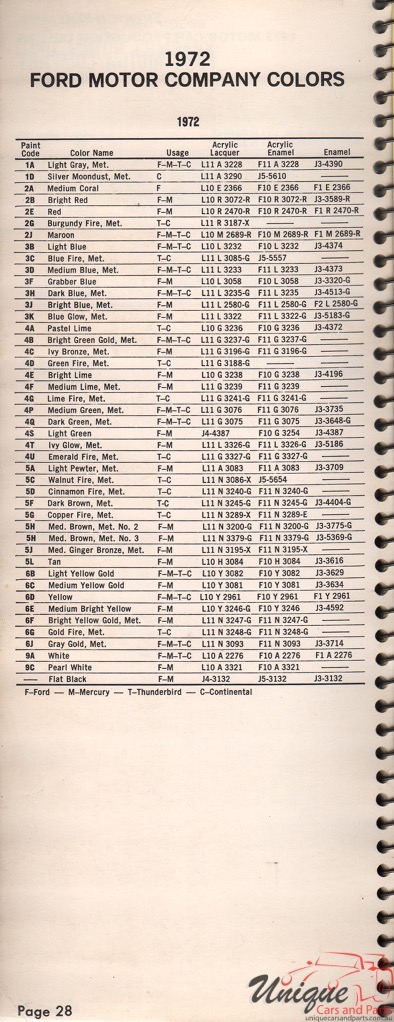 1972
FORD MOTOR COMPANY COLORS
1972
Paint Code Color Name Usage Acrylic Lacquer Acrylic Enamel Enamel
1A Light Gray, Met. F–M–T–C L11 A 3228 F11 A 3228 J3-4390
1D Silver Moondust, Met. C L11 A 3290 J5-5610 ———
2A Medium Coral F L10 E 2366 F10 E 2366 F1 E 2366
2B Bright Red F–M L10 R 3072-R F10 R 3072-R J3-3589-R
2E Red F–M L10 R 2470-R F10 R 2470-R F1 R 2470-R
2G Burgundy Fire, Met. T–C L11 R 3187-X ——— ———
2J Maroon F–M–T–C L10 M 2689-R F10 M 2689-R F1 M 2689-R
3B Light Blue F–M–T–C L10 L 3232 F10 L 3232 J3-4374
3C Blue Fire, Met. T–C L11 L 3085-G J5-5557 ———
3D Medium Blue, Met. F–M–T–C L11 L 3233 F11 L 3233 J3-4373
3F Grabber Blue F–M L10 L 3058 F10 L 3058 J3-3320-G
3H Dark Blue, Met. F–M–T–C L11 L 3235-G F11 L 3235 J3-4513-G
3J Bright Blue, Met. F–M L11 L 2580-G F11 L 2580-G F2 L 2580-G
3K Blue Glow, Met. F–M L11 L 3322 F11 L 3322-G J3-5183-G
4A Pastel Lime T–C L10 G 3236 F10 G 3236 J3-4372
4B Bright Green Gold, Met. F–M–T–C L11 G 3237-G F11 G 3237-G ———
4C Ivy Bronze, Met. F–M L11 G 3196-G F11 G 3196-G ———
4D Green Fire, Met. T–C L11 G 3188-G ——— ———
4E Bright Lime F–M L10 G 3238 F10 G 3238 J3-4196
4F Medium Lime, Met. F–M L11 G 3239 F11 G 3239 ———
4G Lime Fire, Met. T–C L11 G 3241-G F11 G 3241-G ———
4P Medium Green, Met. F–M–T–C L11 G 3076 F11 G 3076 J3-3735
4Q Dark Green, Met. F–M–T–C L11 G 3075 F11 G 3075 J3-3648-G
4S Light Green F–M J4-4387 F10 G 3254 J3-4387
4T Ivy Glow, Met. F–M L11 L 3326-G F11 L 3326-G J3-5186
4U Emerald Fire, Met. T–C L11 G 3327-G F11 G 3327-G ———
5A Light Pewter, Met. F–M L11 A 3083 F11 A 3083 J3-3709
5C Walnut Fire, Met. T–C L11 N 3086-X J5-5654 ———
5D Cinnamon Fire, Met. T–C L11 N 3240-G F11 N 3240-G ———
5F Dark Brown, Met. T–C L11 N 3245-G F11 N 3245-G J3-4404-G
5G Copper Fire, Met. T–C L11 N 3289-X F11 N 3289-E ———
5H Med. Brown, Met. No. 2 F–M L11 N 3200-G F11 N 3200-G J3-3775-G
5H Med. Brown, Met. No. 3 F–M L11 N 3379-G F11 N 3379-G J3-5369-G
5J Med. Ginger Bronze, Met. F–M L11 N 3195-X F11 N 3195-X ———
5L Tan F–M L10 H 3084 F10 H 3084 J3-3616
6B Light Yellow Gold F–M–T–C L10 Y 3082 F10 Y 3082 J3-3629
6C Medium Yellow Gold F–M L10 Y 3081 F10 Y 3081 J3-3634
6D Yellow F–M–T–C L10 Y 2961 F10 Y 2961 F1 Y 2961
6E Medium Bright Yellow F–M L10 Y 3246-G F10 Y 3246 J3-4592
6F Bright Yellow Gold, Met. F–M L11 N 3247-G F11 N 3247-G ———
6G Gold Fire, Met. T–C L11 N 3248-G F11 N 3248-G ———
6J Gray Gold, Met. F–M–T–C L11 N 3093 F11 N 3093 J3-3714
9A White F–M–T–C L10 A 2276 F10 A 2276 F1 A 2276
9C Pearl White F–M L10 A 3321 F10 A 3321 ———
—— Flat Black F–M J4-3132 J5-3132 J3-3132
F–Ford — M–Mercury — T–Thunderbird — C–Continental
Page 28
Unique
Cars and Parts
uniquecarsandparts.com.au